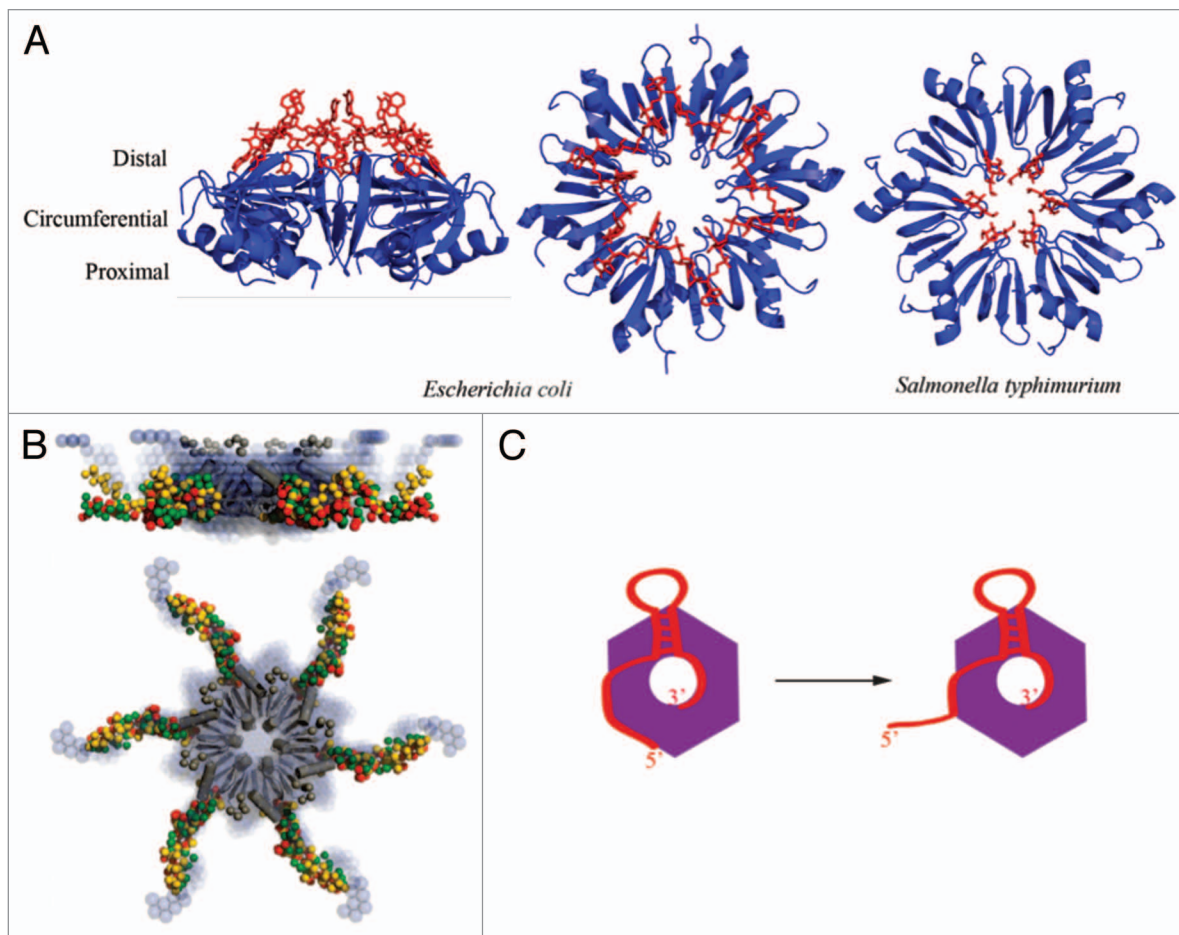 A
Distal
Circumferential
Proximal
Escherichia coli
Salmonella typhimurium
B
C
3’
5’
3’
5’